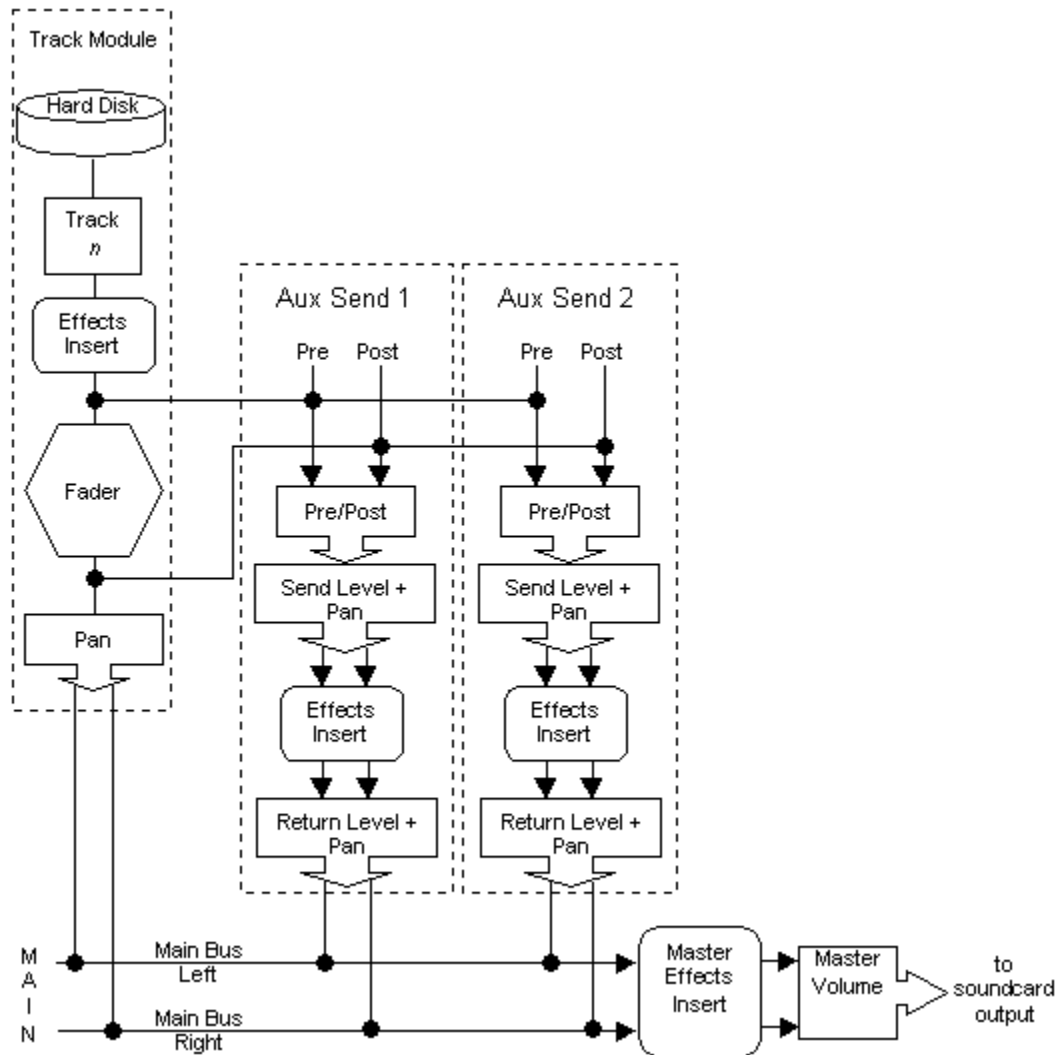 Track Module
Hard Disk
Track
n
Effects
Insert
Fader
Pan
Aux Send 1
Pre Post
Pre/Post
Send Level +
Pan
Effects
Insert
Return Level +
Pan
Aux Send 2
Pre Post
Pre/Post
Send Level +
Pan
Effects
Insert
Return Level +
Pan
MAIN
Main Bus
Left
Main Bus
Right
Master
Effects
Insert
Master
Volume
to
soundcard
output